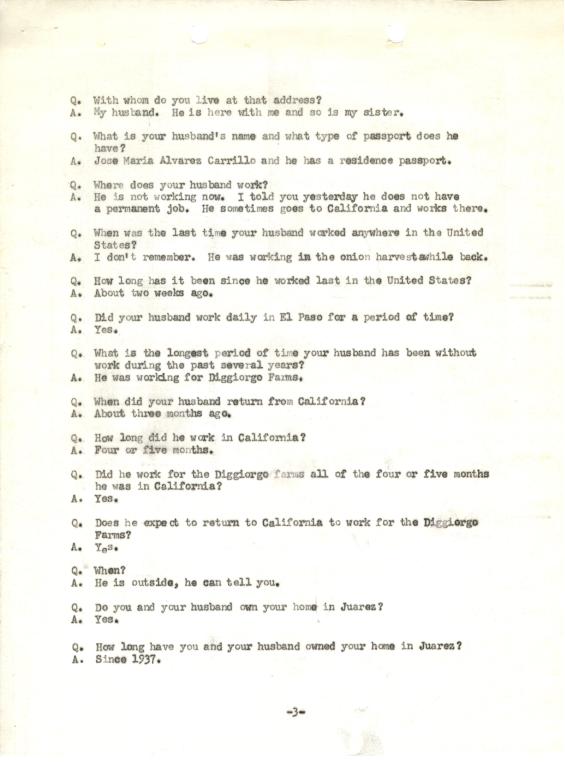 Q. With whom do you live at that address?
A. My husband. He is here with me and so is my sister.
Q. What is your husband's name and what type of passport does he
have?
A. Jose Maria Alvarez Carrillo and he has a residence passport.
Q. Where does your husband work?
A. He is not working now. I told you yesterday he does not have
a permanent job. He sometimes goes to California and works there.
Q. When was the last time your husband worked anywhere in the United
States?
A. I don't remember. He was working in the onion harvestawhile back.
Q. How long has it been since he worked last in the United States?
A. About two weeks ago.
Q. Did your husband work daily in El Paso for a period of time?
A. Yes.
Q. What is the longest period of time your husband has been without
work during the past several years?
A. He was working for Diggiorgo Farms.
Q. When did your husband return from California?
A. About three months ago.
Q. How long did he work in California?
A. Four or five months.
Q. Did he work for the Diggiorgo farms all of the four or five months
he was in California?
A. Yes.
Q. Does he expect to return to California to work for the Diggiorgo
Farms?
A. Yes.
Q. When?
A. He is outside, he can tell you.
Q. Do you and your husband own your home in Juarez?
A. Yes.
Q. How long have you and your husband owned your home in Juarez?
A. Since 1937.
-3-